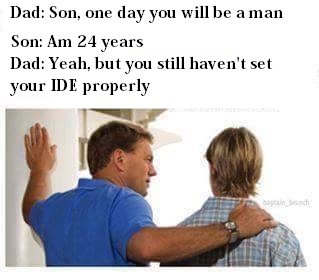 Dad: Son, one day you will be a man
Son: Am 24 years
Dad: Yeah, but you still haven't set
your IDE properly